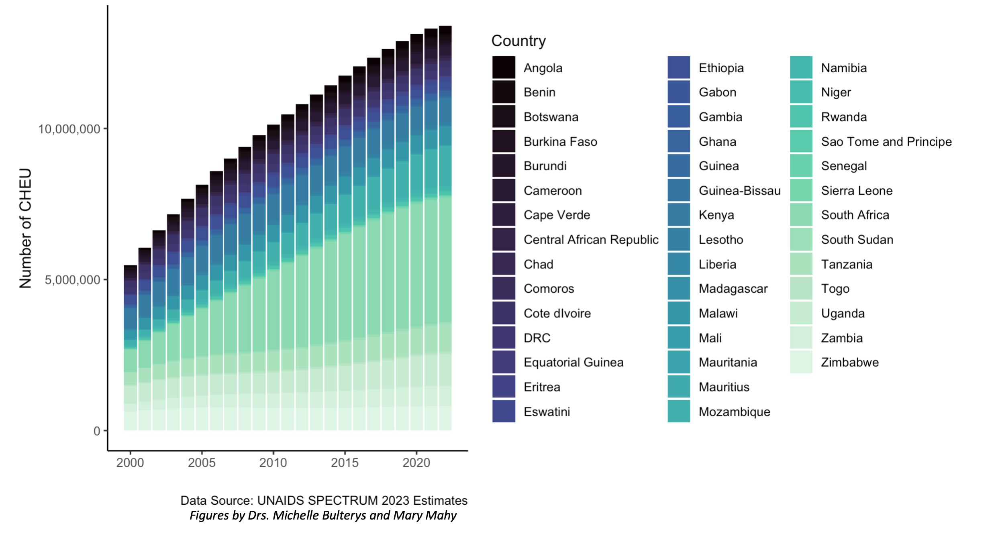 Number of CHEU
10,000,000
5,000,000
0
2000 2005 2010 2015 2020
Country
Angola
Benin
Botswana
Burkina Faso
Burundi
Cameroon
Cape Verde
Central African Republic
Chad
Comoros
Cote dIvoire
DRC
Equatorial Guinea
Eritrea
Eswatini
Ethiopia
Gabon
Gambia
Ghana
Guinea
Guinea-Bissau
Kenya
Lesotho
Liberia
Madagascar
Malawi
Mali
Mauritania
Mauritius
Mozambique
Namibia
Niger
Rwanda
Sao Tome and Principe
Senegal
Sierra Leone
South Africa
South Sudan
Tanzania
Togo
Uganda
Zambia
Zimbabwe
Data Source: UNAIDS SPECTRUM 2023 Estimates
Figures by Drs. Michelle Bulterys and Mary Mahy